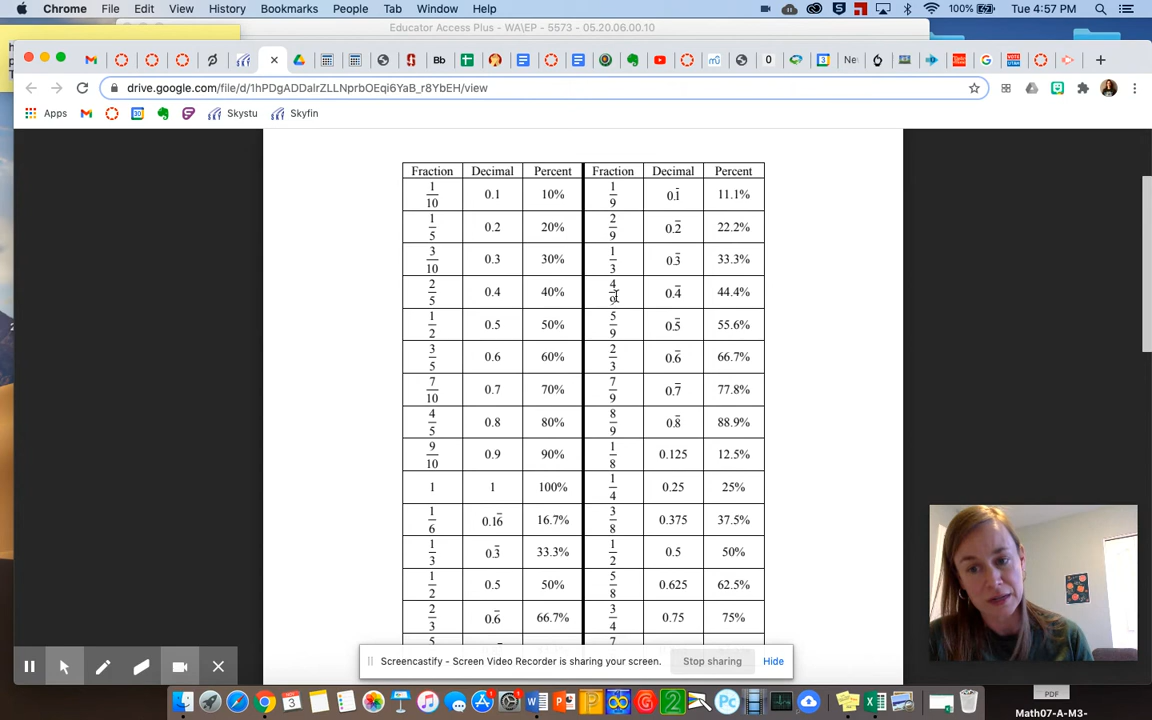 Chrome File Edit View History Bookmarks People Tab Window Help 100% Tue 4:57 PM
Educator Access Plus - WA\EP - 5573 - 05.20.06.00.10
Bb Ne
drive.google.com/file/d/1hPDgADDalrZLLNprbOEqi6YaB_r8YbEH/view
Apps Skystu Skyfin
Fraction Decimal Percent Fraction Decimal Percent
1/10 0.1 10% 1/9 0.1̅ 11.1%
1/5 0.2 20% 2/9 0.2̅ 22.2%
3/10 0.3 30% 1/3 0.3̅ 33.3%
2/5 0.4 40% 4/9 0.4̅ 44.4%
1/2 0.5 50% 5/9 0.5̅ 55.6%
3/5 0.6 60% 2/3 0.6̅ 66.7%
7/10 0.7 70% 7/9 0.7̅ 77.8%
4/5 0.8 80% 8/9 0.8̅ 88.9%
9/10 0.9 90% 1/8 0.125 12.5%
1 1 100% 1/4 0.25 25%
1/6 0.16̅ 16.7% 3/8 0.375 37.5%
1/3 0.3̅ 33.3% 1/2 0.5 50%
1/2 0.5 50% 5/8 0.625 62.5%
2/3 0.6̅ 66.7% 3/4 0.75 75%
5 7
Screencastify - Screen Video Recorder is sharing your screen. Stop sharing Hide
PDF
Math07-A-M3-